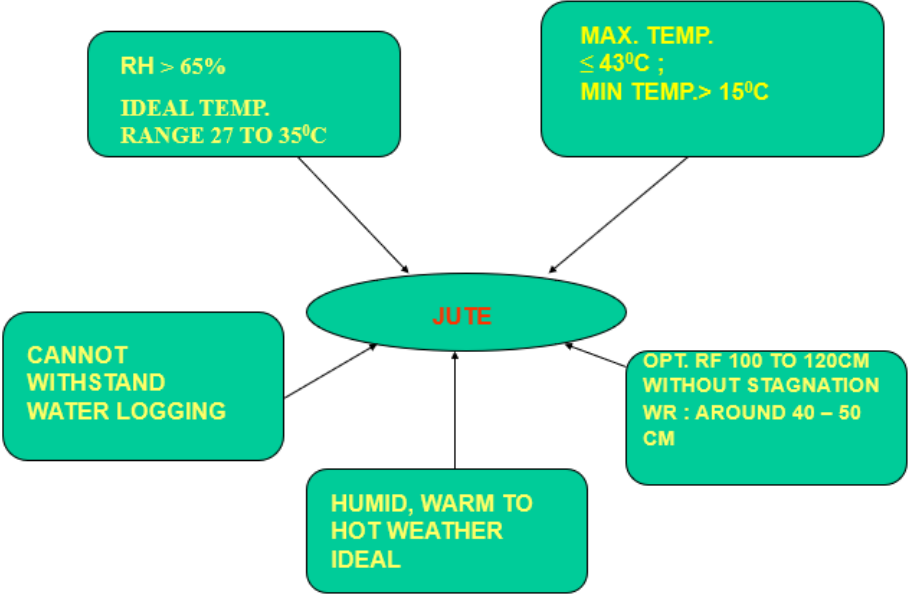 RH > 65%
IDEAL TEMP.
RANGE 27 TO 35⁰C
MAX. TEMP.
≤ 43⁰C ;
MIN TEMP.> 15⁰C
JUTE
CANNOT
WITHSTAND
WATER LOGGING
OPT. RF 100 TO 120CM
WITHOUT STAGNATION
WR : AROUND 40 – 50
CM
HUMID, WARM TO
HOT WEATHER
IDEAL